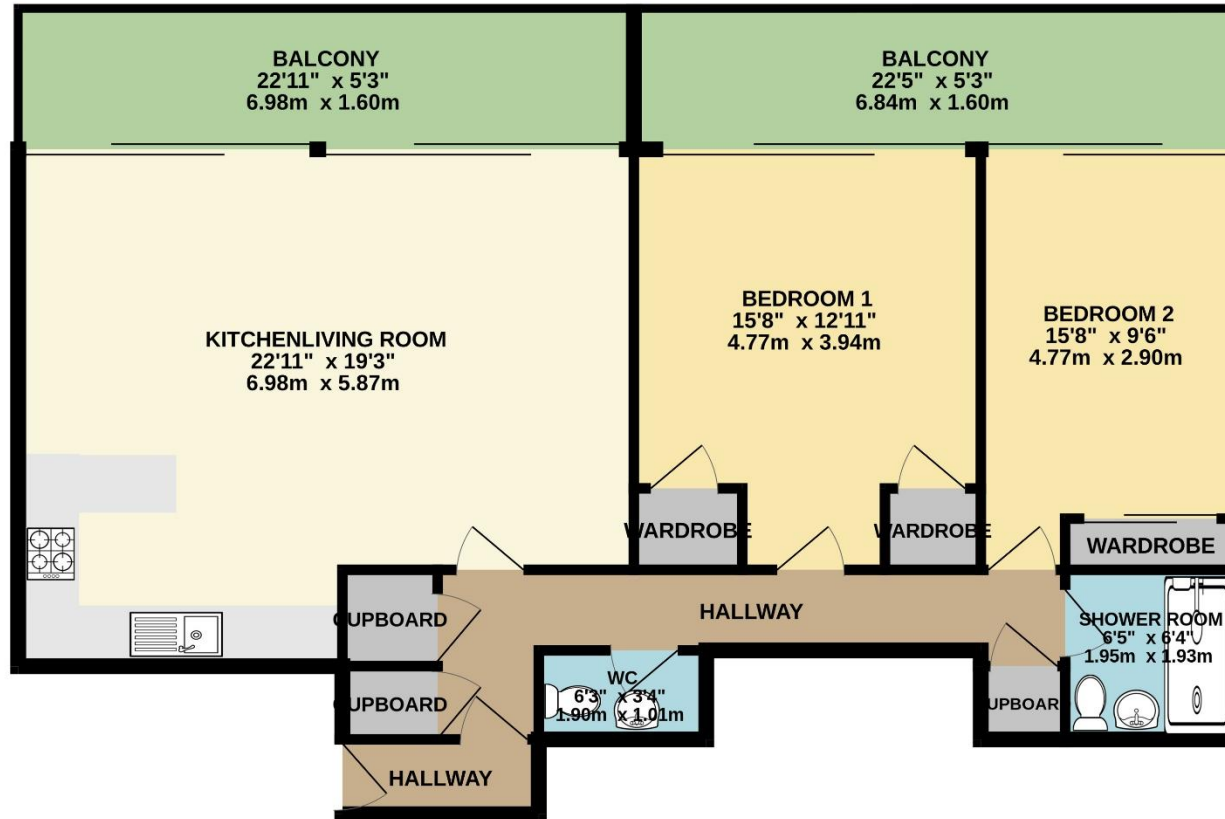 BALCONY
22'11" x 5'3"
6.98m x 1.60m
BALCONY
22'5" x 5'3"
6.84m x 1.60m
KITCHENLIVING ROOM
22'11" x 19'3"
6.98m x 5.87m
BEDROOM 1
15'8" x 12'11"
4.77m x 3.94m
BEDROOM 2
15'8" x 9'6"
4.77m x 2.90m
WARDROBE
WARDROBE
WARDROBE
CUPBOARD
HALLWAY
SHOWER ROOM
6'5" x 6'4"
1.95m x 1.93m
WC
6'3" x 3'4"
1.90m x 1.01m
CUPBOARD
UPBOAR
HALLWAY